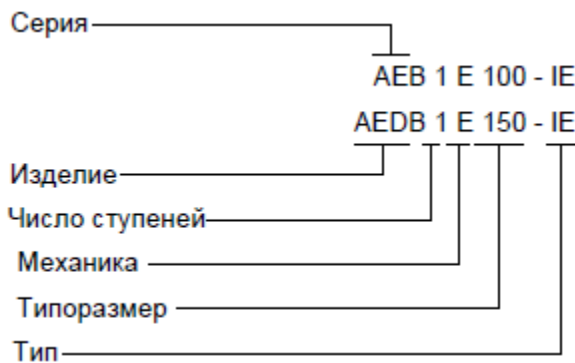 Серия
AEB 1 E 100 - IE
AEDB 1 E 150 - IE
Изделие
Число ступеней
Механика
Типоразмер
Тип